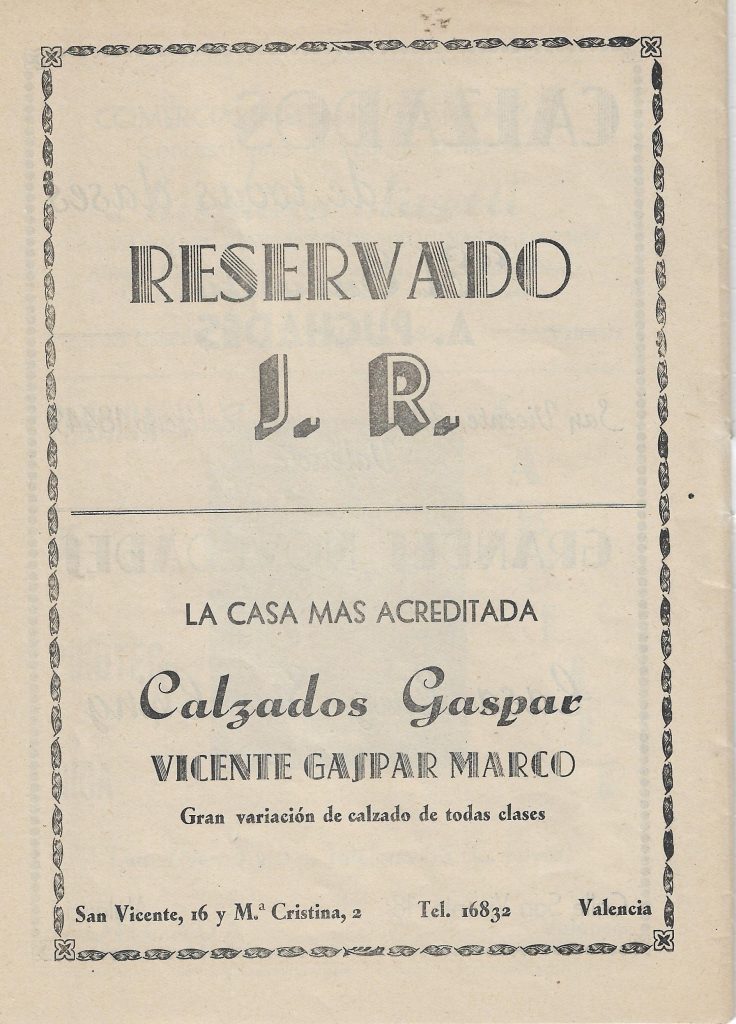 RESERVADO
J. R.
LA CASA MAS ACREDITADA
Calzados Gaspar
VICENTE GASPAR MARCO
Gran variación de calzado de todas clases
San Vicente, 16 y M.ª Cristina, 2 Tel. 16832 Valencia